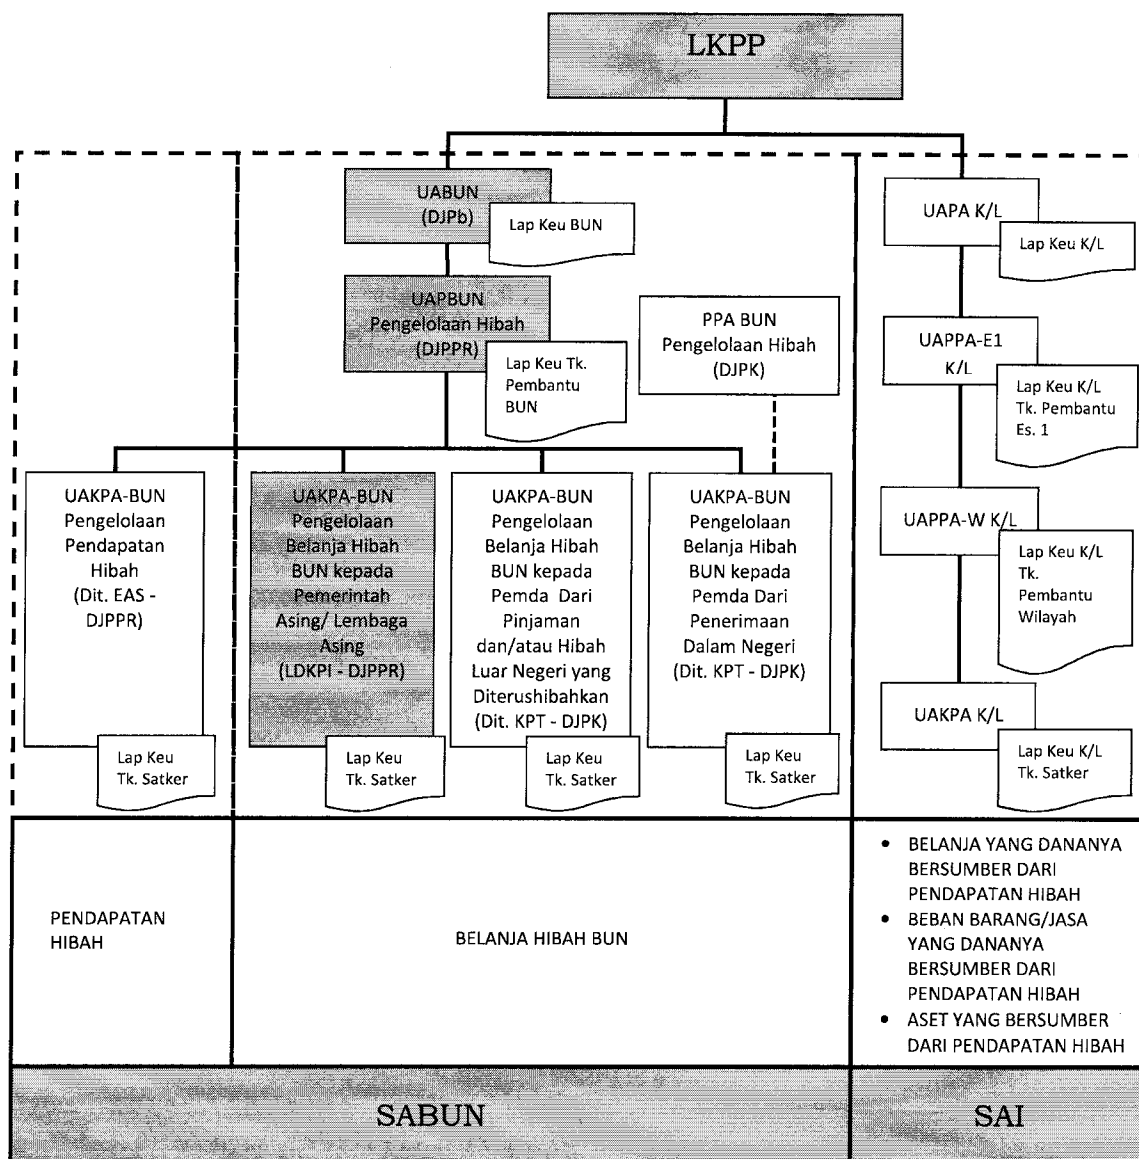 LKPP
UABUN
(DJPb)
Lap Keu BUN
UAPBUN
Pengelolaan Hibah
(DJPPR)
Lap Keu Tk.
Pembantu
BUN
PPA BUN
Pengelolaan Hibah
(DJPK)
UAPA K/L
Lap Keu K/L
UAPPA-E1
K/L
Lap Keu K/L
Tk. Pembantu
Es. 1
UAPPA-W K/L
Lap Keu K/L
Tk.
Pembantu
Wilayah
UAKPA K/L
Lap Keu K/L
Tk. Satker
UAKPA-BUN
Pengelolaan
Pendapatan
Hibah
(Dit. EAS -
DJPPR)
Lap Keu
Tk. Satker
UAKPA-BUN
Pengelolaan
Belanja Hibah
BUN kepada
Pemerintah
Asing/ Lembaga
Asing
(LDKPI - DJPPR)
Lap Keu
Tk. Satker
UAKPA-BUN
Pengelolaan
Belanja Hibah
BUN kepada
Pemda Dari
Pinjaman
dan/atau Hibah
Luar Negeri yang
Diterushibahkan
(Dit. KPT - DJPK)
Lap Keu
Tk. Satker
UAKPA-BUN
Pengelolaan
Belanja Hibah
BUN kepada
Pemda Dari
Penerimaan
Dalam Negeri
(Dit. KPT - DJPK)
Lap Keu
Tk. Satker
PENDAPATAN
HIBAH
BELANJA HIBAH BUN
• BELANJA YANG DANANYA
BERSUMBER DARI
PENDAPATAN HIBAH
• BEBAN BARANG/JASA
YANG DANANYA
BERSUMBER DARI
PENDAPATAN HIBAH
• ASET YANG BERSUMBER
DARI PENDAPATAN HIBAH
SABUN
SAI